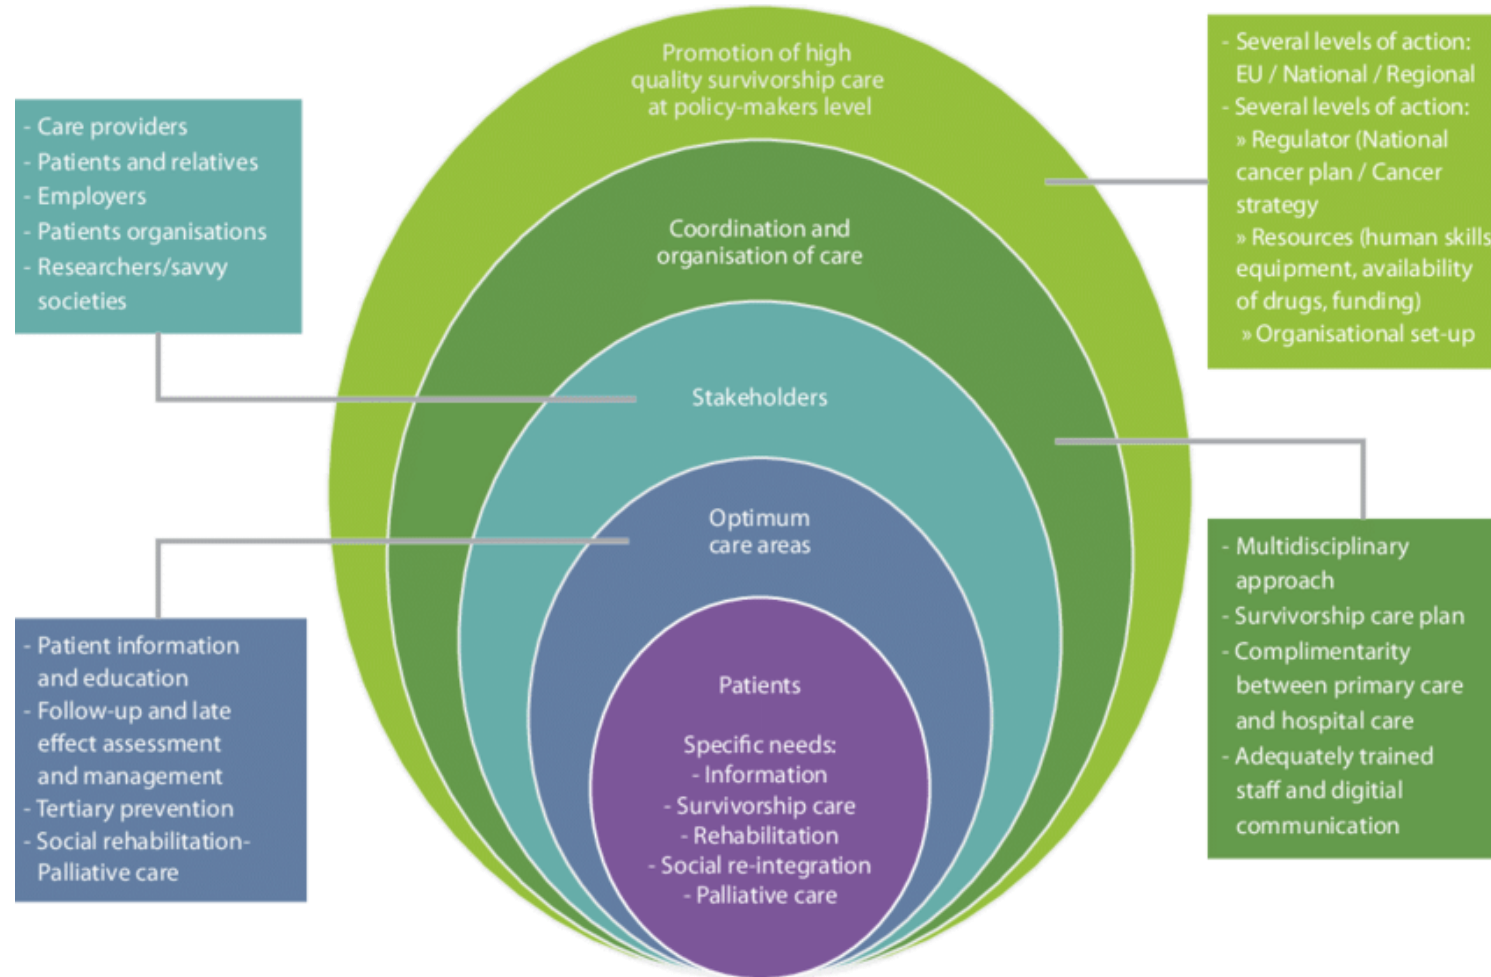 Promotion of high
quality survivorship care
at policy-makers level
Coordination and
organisation of care
Stakeholders
Optimum
care areas
Patients
Specific needs:
- Information
- Survivorship care
- Rehabilitation
- Social re-integration
- Palliative care
- Care providers
- Patients and relatives
- Employers
- Patients organisations
- Researchers/savvy
societies
- Patient information
and education
- Follow-up and late
effect assessment
and management
- Tertiary prevention
- Social rehabilitation-
Palliative care
- Several levels of action:
EU / National / Regional
- Several levels of action:
» Regulator (National
cancer plan / Cancer
strategy
» Resources (human skills
equipment, availability
of drugs, funding)
» Organisational set-up
- Multidisciplinary
approach
- Survivorship care plan
- Complimentarity
between primary care
and hospital care
- Adequately trained
staff and digitial
communication